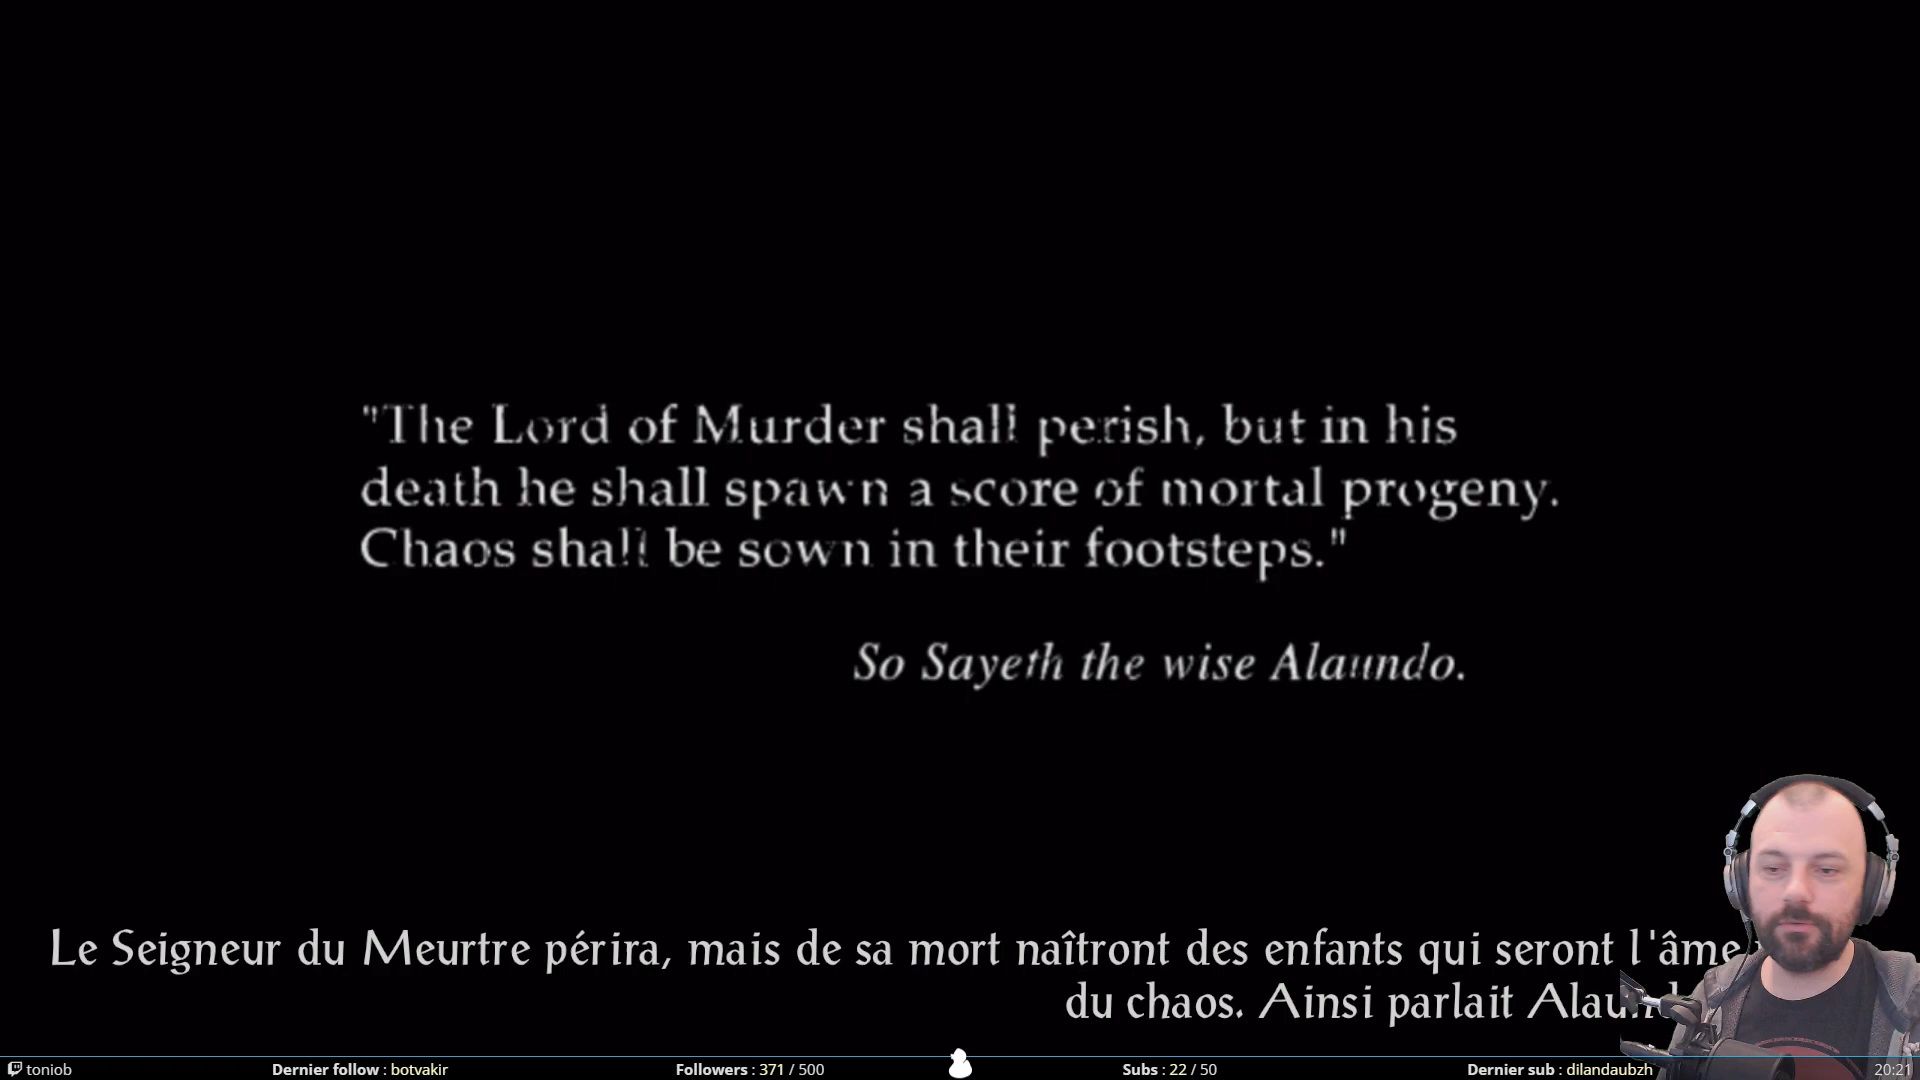 "The Lord of Murder shall perish, but in his
death he shall spawn a score of mortal progeny.
Chaos shall be sown in their footsteps."
So Sayeth the wise Alaundo.
Le Seigneur du Meurtre périra, mais de sa mort naîtront des enfants qui seront l'âme
du chaos. Ainsi parlait
toniob
Dernier follow : botvakir
Followers : 371 / 500
Subs : 22 / 50
Dernier sub : dilandaubzh
20:21